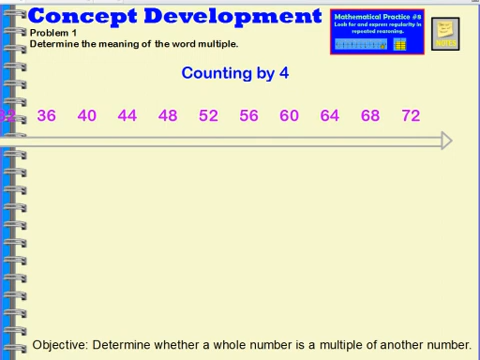 Concept Development
Problem 1
Determine the meaning of the word multiple.
Mathematical Practice #8
Look for and express regularity in
repeated reasoning.
Counting by 4
36 40 44 48 52 56 60 64 68 72
Objective: Determine whether a whole number is a multiple of another number.